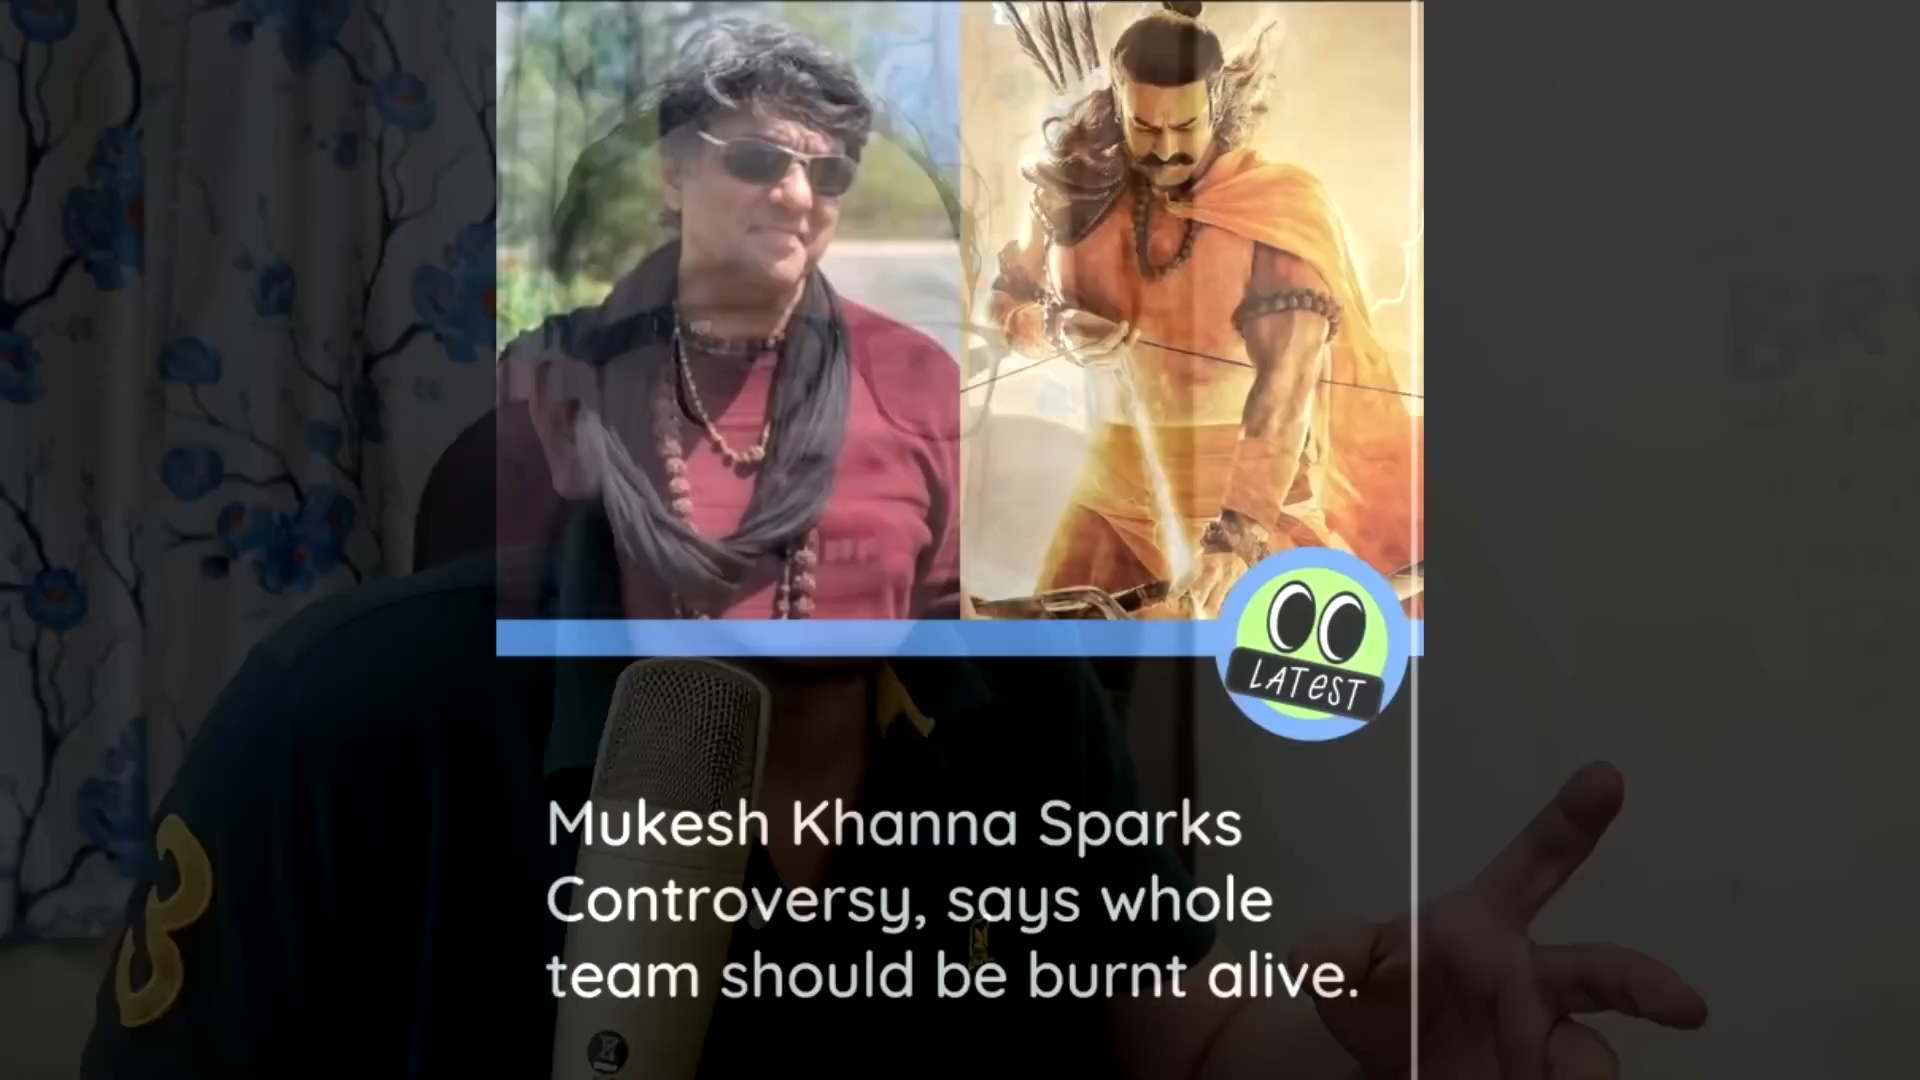 LATEST
Mukesh Khanna Sparks
Controversy, says whole
team should be burnt alive.